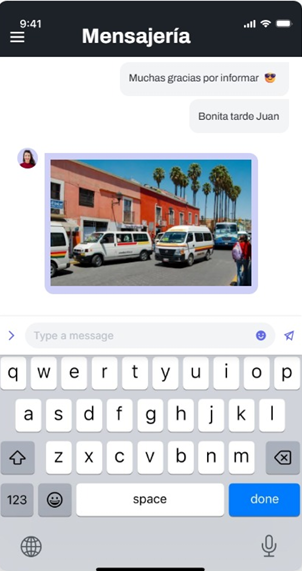 9:41
Mensajería
Muchas gracias por informar 😎
Bonita tarde Juan
Type a message
q w e r t y u i o p
a s d f g h j k l
z x c v b n m
123 space done